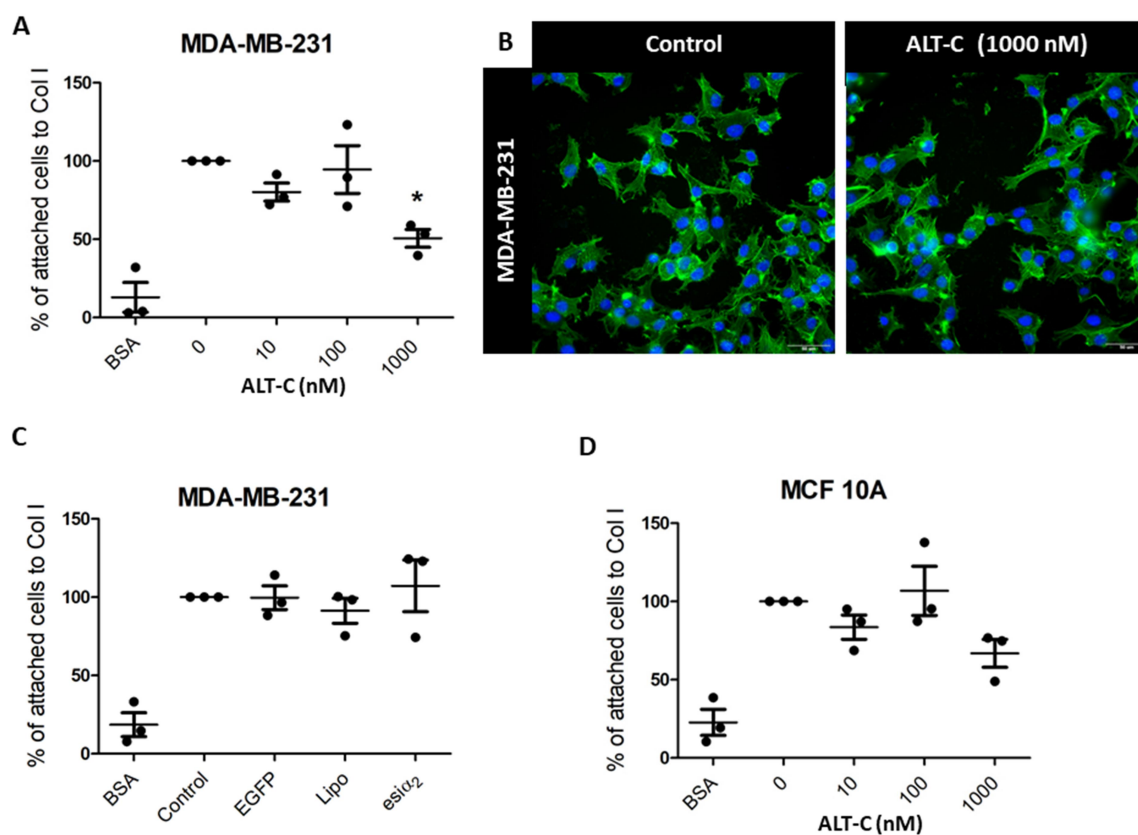 A
MDA-MB-231
% of attached cells to Col I
150
100
50
0
*
BSA
0
10
100
1000
ALT-C (nM)
B
Control
ALT-C (1000 nM)
MDA-MB-231
C
MDA-MB-231
% of attached cells to Col I
150
100
50
0
BSA
Control
EGFP
Lipo
esiα₂
D
MCF 10A
% of attached cells to Col I
150
100
50
0
BSA
0
10
100
1000
ALT-C (nM)